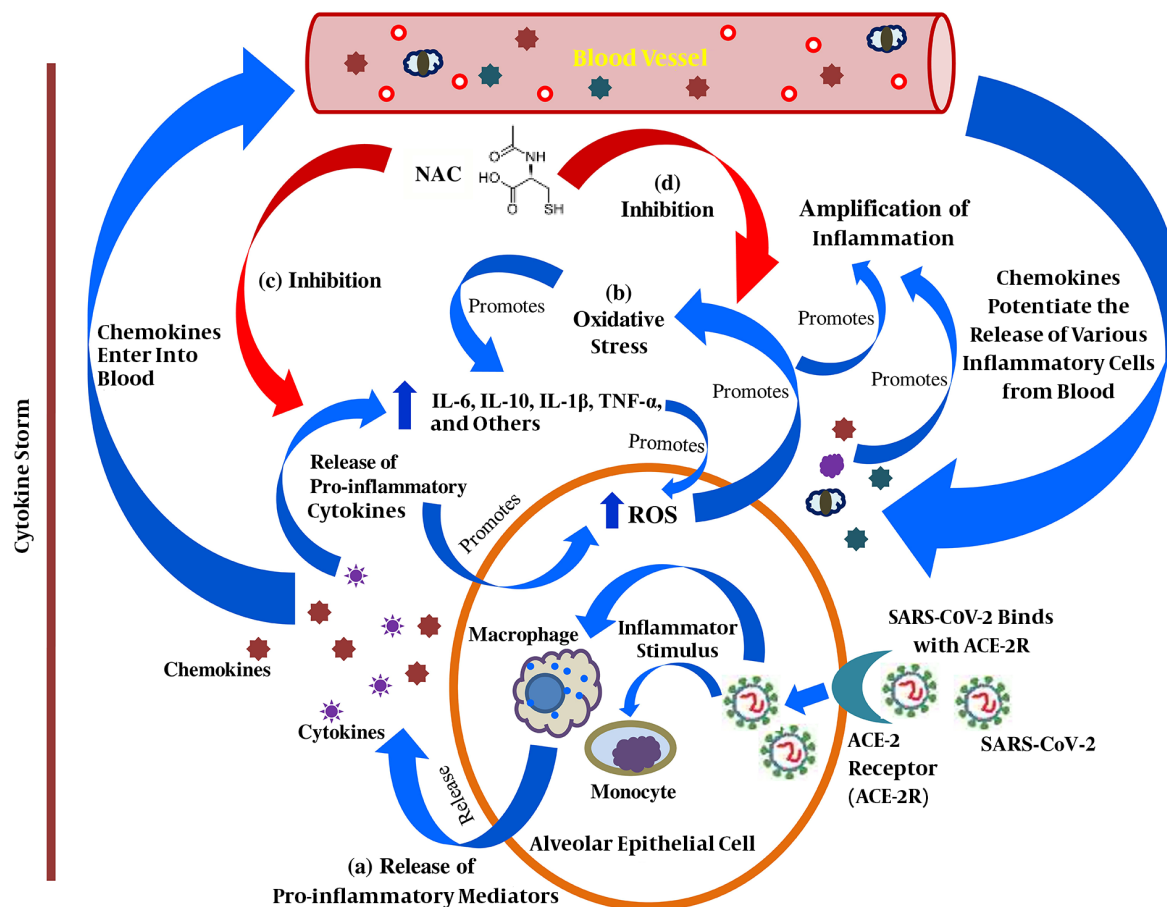 Blood Vessel
Cytokine Storm
NAC
O
NH
HO
O
SH
(d)
Inhibition
Amplification of
Inflammation
(c) Inhibition
Promotes
(b)
Oxidative
Stress
Promotes
Chemokines
Potentiate the
Release of Various
Inflammatory Cells
from Blood
Chemokines
Enter Into
Blood
Promotes
Promotes
IL-6, IL-10, IL-1β, TNF-α,
and Others
Promotes
Release of
Pro-inflammatory
Cytokines
Promotes
ROS
Macrophage
Inflammator
Stimulus
SARS-C0V-2 Binds
with ACE-2R
Chemokines
Cytokines
Monocyte
ACE-2
Receptor
(ACE-2R)
SARS-CoV-2
Release
Alveolar Epithelial Cell
(a) Release of
Pro-inflammatory Mediators